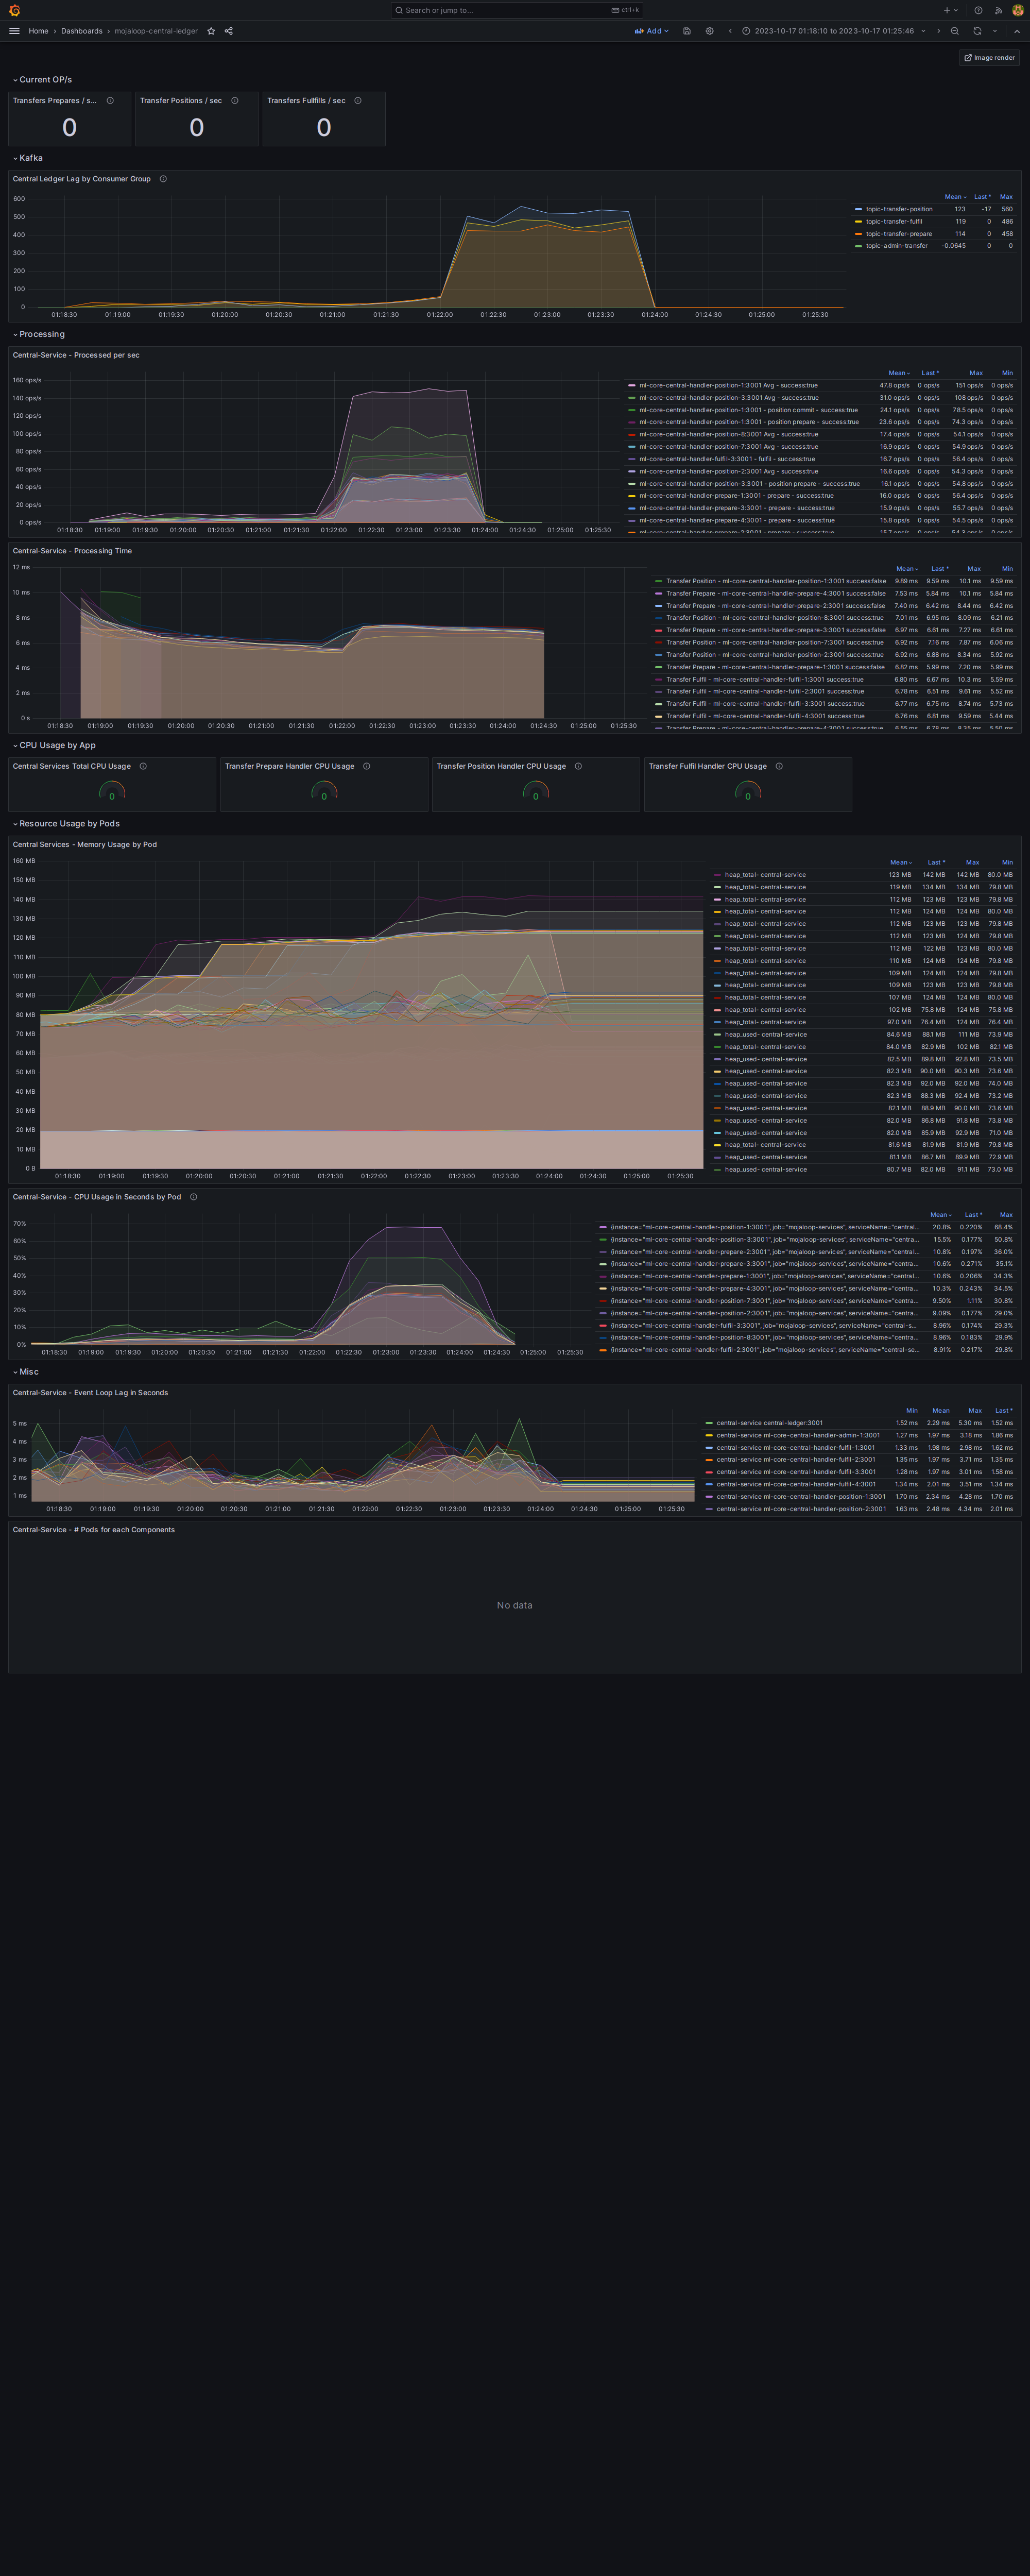 Search or jump to...
ctrl+k
Home › Dashboards › mojaloop-central-ledger
Add
2023-10-17 01:18:10 to 2023-10-17 01:25:46
Image render
Current OP/s
Transfers Prepares / s...
Transfer Positions / sec
Transfers Fullfills / sec
0
0
0
Kafka
Central Ledger Lag by Consumer Group
600
500
400
300
200
100
0
01:18:30 01:19:00 01:19:30 01:20:00 01:20:30 01:21:00 01:21:30 01:22:00 01:22:30 01:23:00 01:23:30 01:24:00 01:24:30 01:25:00 01:25:30
Mean Last * Max
topic-transfer-position 123 -17 560
topic-transfer-fulfil 119 0 486
topic-transfer-prepare 114 0 458
topic-admin-transfer -0.0645 0 0
Processing
Central-Service - Processed per sec
160 ops/s
140 ops/s
120 ops/s
100 ops/s
80 ops/s
60 ops/s
40 ops/s
20 ops/s
0 ops/s
01:18:30 01:19:00 01:19:30 01:20:00 01:20:30 01:21:00 01:21:30 01:22:00 01:22:30 01:23:00 01:23:30 01:24:00 01:24:30 01:25:00 01:25:30
Mean Last * Max Min
ml-core-central-handler-position-1:3001 Avg - success:true 47.8 ops/s 0 ops/s 151 ops/s 0 ops/s
ml-core-central-handler-position-3:3001 Avg - success:true 31.0 ops/s 0 ops/s 108 ops/s 0 ops/s
ml-core-central-handler-position-1:3001 - position commit - success:true 24.1 ops/s 0 ops/s 78.5 ops/s 0 ops/s
ml-core-central-handler-position-1:3001 - position prepare - success:true 23.6 ops/s 0 ops/s 74.3 ops/s 0 ops/s
ml-core-central-handler-position-8:3001 Avg - success:true 17.4 ops/s 0 ops/s 54.1 ops/s 0 ops/s
ml-core-central-handler-position-7:3001 Avg - success:true 16.9 ops/s 0 ops/s 54.9 ops/s 0 ops/s
ml-core-central-handler-fulfil-3:3001 - fulfil - success:true 16.7 ops/s 0 ops/s 56.4 ops/s 0 ops/s
ml-core-central-handler-position-2:3001 Avg - success:true 16.6 ops/s 0 ops/s 54.3 ops/s 0 ops/s
ml-core-central-handler-position-3:3001 - position prepare - success:true 16.1 ops/s 0 ops/s 54.8 ops/s 0 ops/s
ml-core-central-handler-prepare-1:3001 - prepare - success:true 16.0 ops/s 0 ops/s 56.4 ops/s 0 ops/s
ml-core-central-handler-prepare-3:3001 - prepare - success:true 15.9 ops/s 0 ops/s 55.7 ops/s 0 ops/s
ml-core-central-handler-prepare-4:3001 - prepare - success:true 15.8 ops/s 0 ops/s 54.5 ops/s 0 ops/s
ml-core-central-handler-prepare-2:3001 - prepare - success:true 15.7 ops/s 0 ops/s 54.3 ops/s 0 ops/s
Central-Service - Processing Time
12 ms
10 ms
8 ms
6 ms
4 ms
2 ms
0 s
01:18:30 01:19:00 01:19:30 01:20:00 01:20:30 01:21:00 01:21:30 01:22:00 01:22:30 01:23:00 01:23:30 01:24:00 01:24:30 01:25:00 01:25:30
Mean Last * Max Min
Transfer Position - ml-core-central-handler-position-1:3001 success:false 9.89 ms 9.59 ms 10.1 ms 9.59 ms
Transfer Prepare - ml-core-central-handler-prepare-4:3001 success:false 7.53 ms 5.84 ms 10.1 ms 5.84 ms
Transfer Prepare - ml-core-central-handler-prepare-2:3001 success:false 7.40 ms 6.42 ms 8.44 ms 6.42 ms
Transfer Position - ml-core-central-handler-position-8:3001 success:true 7.01 ms 6.95 ms 8.09 ms 6.21 ms
Transfer Prepare - ml-core-central-handler-prepare-3:3001 success:false 6.97 ms 6.61 ms 7.27 ms 6.61 ms
Transfer Position - ml-core-central-handler-position-7:3001 success:true 6.92 ms 7.16 ms 7.87 ms 6.06 ms
Transfer Position - ml-core-central-handler-position-2:3001 success:true 6.92 ms 6.88 ms 8.34 ms 5.92 ms
Transfer Prepare - ml-core-central-handler-prepare-1:3001 success:false 6.82 ms 5.99 ms 7.20 ms 5.99 ms
Transfer Fulfil - ml-core-central-handler-fulfil-1:3001 success:true 6.80 ms 6.67 ms 10.3 ms 5.59 ms
Transfer Fulfil - ml-core-central-handler-fulfil-2:3001 success:true 6.78 ms 6.51 ms 9.61 ms 5.52 ms
Transfer Fulfil - ml-core-central-handler-fulfil-3:3001 success:true 6.77 ms 6.75 ms 8.74 ms 5.73 ms
Transfer Fulfil - ml-core-central-handler-fulfil-4:3001 success:true 6.76 ms 6.81 ms 9.59 ms 5.44 ms
Transfer Prepare - ml-core-central-handler-prepare-4:3001 success:true 6.55 ms 6.78 ms 8.35 ms 5.50 ms
CPU Usage by App
Central Services Total CPU Usage
Transfer Prepare Handler CPU Usage
Transfer Position Handler CPU Usage
Transfer Fulfil Handler CPU Usage
0
0
0
0
Resource Usage by Pods
Central Services - Memory Usage by Pod
160 MB
150 MB
140 MB
130 MB
120 MB
110 MB
100 MB
90 MB
80 MB
70 MB
60 MB
50 MB
40 MB
30 MB
20 MB
10 MB
0 B
01:18:30 01:19:00 01:19:30 01:20:00 01:20:30 01:21:00 01:21:30 01:22:00 01:22:30 01:23:00 01:23:30 01:24:00 01:24:30 01:25:00 01:25:30
Mean Last * Max Min
heap_total- central-service 123 MB 142 MB 142 MB 80.0 MB
heap_total- central-service 119 MB 134 MB 134 MB 79.8 MB
heap_total- central-service 112 MB 123 MB 123 MB 79.8 MB
heap_total- central-service 112 MB 124 MB 124 MB 80.0 MB
heap_total- central-service 112 MB 123 MB 123 MB 79.8 MB
heap_total- central-service 112 MB 123 MB 124 MB 79.8 MB
heap_total- central-service 112 MB 122 MB 123 MB 80.0 MB
heap_total- central-service 110 MB 124 MB 124 MB 79.8 MB
heap_total- central-service 109 MB 124 MB 124 MB 79.8 MB
heap_total- central-service 109 MB 123 MB 123 MB 79.8 MB
heap_total- central-service 107 MB 124 MB 124 MB 80.0 MB
heap_total- central-service 102 MB 75.8 MB 124 MB 75.8 MB
heap_total- central-service 97.0 MB 76.4 MB 124 MB 76.4 MB
heap_used- central-service 84.6 MB 88.1 MB 111 MB 73.9 MB
heap_total- central-service 84.0 MB 82.9 MB 102 MB 82.1 MB
heap_used- central-service 82.5 MB 89.8 MB 92.8 MB 73.5 MB
heap_used- central-service 82.3 MB 90.0 MB 90.3 MB 73.6 MB
heap_used- central-service 82.3 MB 92.0 MB 92.0 MB 74.0 MB
heap_used- central-service 82.3 MB 88.3 MB 92.4 MB 73.2 MB
heap_used- central-service 82.1 MB 88.9 MB 90.0 MB 73.6 MB
heap_used- central-service 82.0 MB 86.8 MB 91.8 MB 73.8 MB
heap_used- central-service 82.0 MB 85.9 MB 92.9 MB 71.0 MB
heap_total- central-service 81.6 MB 81.9 MB 81.9 MB 79.8 MB
heap_used- central-service 81.1 MB 86.7 MB 89.9 MB 72.9 MB
heap_used- central-service 80.7 MB 82.0 MB 91.1 MB 73.0 MB
Central-Service - CPU Usage in Seconds by Pod
70%
60%
50%
40%
30%
20%
10%
0%
01:18:30 01:19:00 01:19:30 01:20:00 01:20:30 01:21:00 01:21:30 01:22:00 01:22:30 01:23:00 01:23:30 01:24:00 01:24:30 01:25:00 01:25:30
Mean Last * Max
{instance="ml-core-central-handler-position-1:3001", job="mojaloop-services", serviceName="central... 20.8% 0.220% 68.4%
{instance="ml-core-central-handler-position-3:3001", job="mojaloop-services", serviceName="centra... 15.5% 0.177% 50.8%
{instance="ml-core-central-handler-prepare-2:3001", job="mojaloop-services", serviceName="central... 10.8% 0.197% 36.0%
{instance="ml-core-central-handler-prepare-3:3001", job="mojaloop-services", serviceName="centra... 10.6% 0.271% 35.1%
{instance="ml-core-central-handler-prepare-1:3001", job="mojaloop-services", serviceName="central... 10.6% 0.206% 34.3%
{instance="ml-core-central-handler-prepare-4:3001", job="mojaloop-services", serviceName="centra... 10.3% 0.243% 34.5%
{instance="ml-core-central-handler-position-7:3001", job="mojaloop-services", serviceName="centra... 9.50% 1.11% 30.8%
{instance="ml-core-central-handler-position-2:3001", job="mojaloop-services", serviceName="centra... 9.09% 0.177% 29.0%
{instance="ml-core-central-handler-fulfil-3:3001", job="mojaloop-services", serviceName="central-s... 8.96% 0.174% 29.3%
{instance="ml-core-central-handler-position-8:3001", job="mojaloop-services", serviceName="centra... 8.96% 0.183% 29.9%
{instance="ml-core-central-handler-fulfil-2:3001", job="mojaloop-services", serviceName="central-se... 8.91% 0.217% 29.8%
Misc
Central-Service - Event Loop Lag in Seconds
5 ms
4 ms
3 ms
2 ms
1 ms
01:18:30 01:19:00 01:19:30 01:20:00 01:20:30 01:21:00 01:21:30 01:22:00 01:22:30 01:23:00 01:23:30 01:24:00 01:24:30 01:25:00 01:25:30
Min Mean Max Last *
central-service central-ledger:3001 1.52 ms 2.29 ms 5.30 ms 1.52 ms
central-service ml-core-central-handler-admin-1:3001 1.27 ms 1.97 ms 3.18 ms 1.86 ms
central-service ml-core-central-handler-fulfil-1:3001 1.33 ms 1.98 ms 2.98 ms 1.62 ms
central-service ml-core-central-handler-fulfil-2:3001 1.35 ms 1.97 ms 3.71 ms 1.35 ms
central-service ml-core-central-handler-fulfil-3:3001 1.28 ms 1.97 ms 3.01 ms 1.58 ms
central-service ml-core-central-handler-fulfil-4:3001 1.34 ms 2.01 ms 3.51 ms 1.34 ms
central-service ml-core-central-handler-position-1:3001 1.70 ms 2.34 ms 4.28 ms 1.70 ms
central-service ml-core-central-handler-position-2:3001 1.63 ms 2.48 ms 4.34 ms 2.01 ms
Central-Service - # Pods for each Components
No data